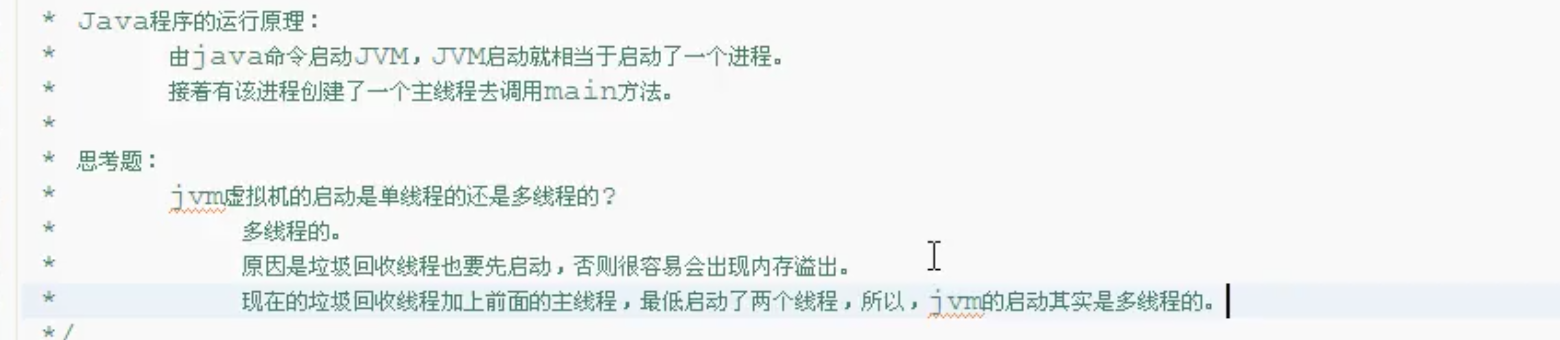 * Java程序的运行原理：
* 由java命令启动JVM，JVM启动就相当于启动了一个进程。
* 接着有该进程创建了一个主线程去调用main方法。
*
* 思考题：
* jvm虚拟机的启动是单线程的还是多线程的？
* 多线程的。
* 原因是垃圾回收线程也要先启动，否则很容易会出现内存溢出。
* 现在的垃圾回收线程加上前面的主线程，最低启动了两个线程，所以，jvm的启动其实是多线程的。
*/